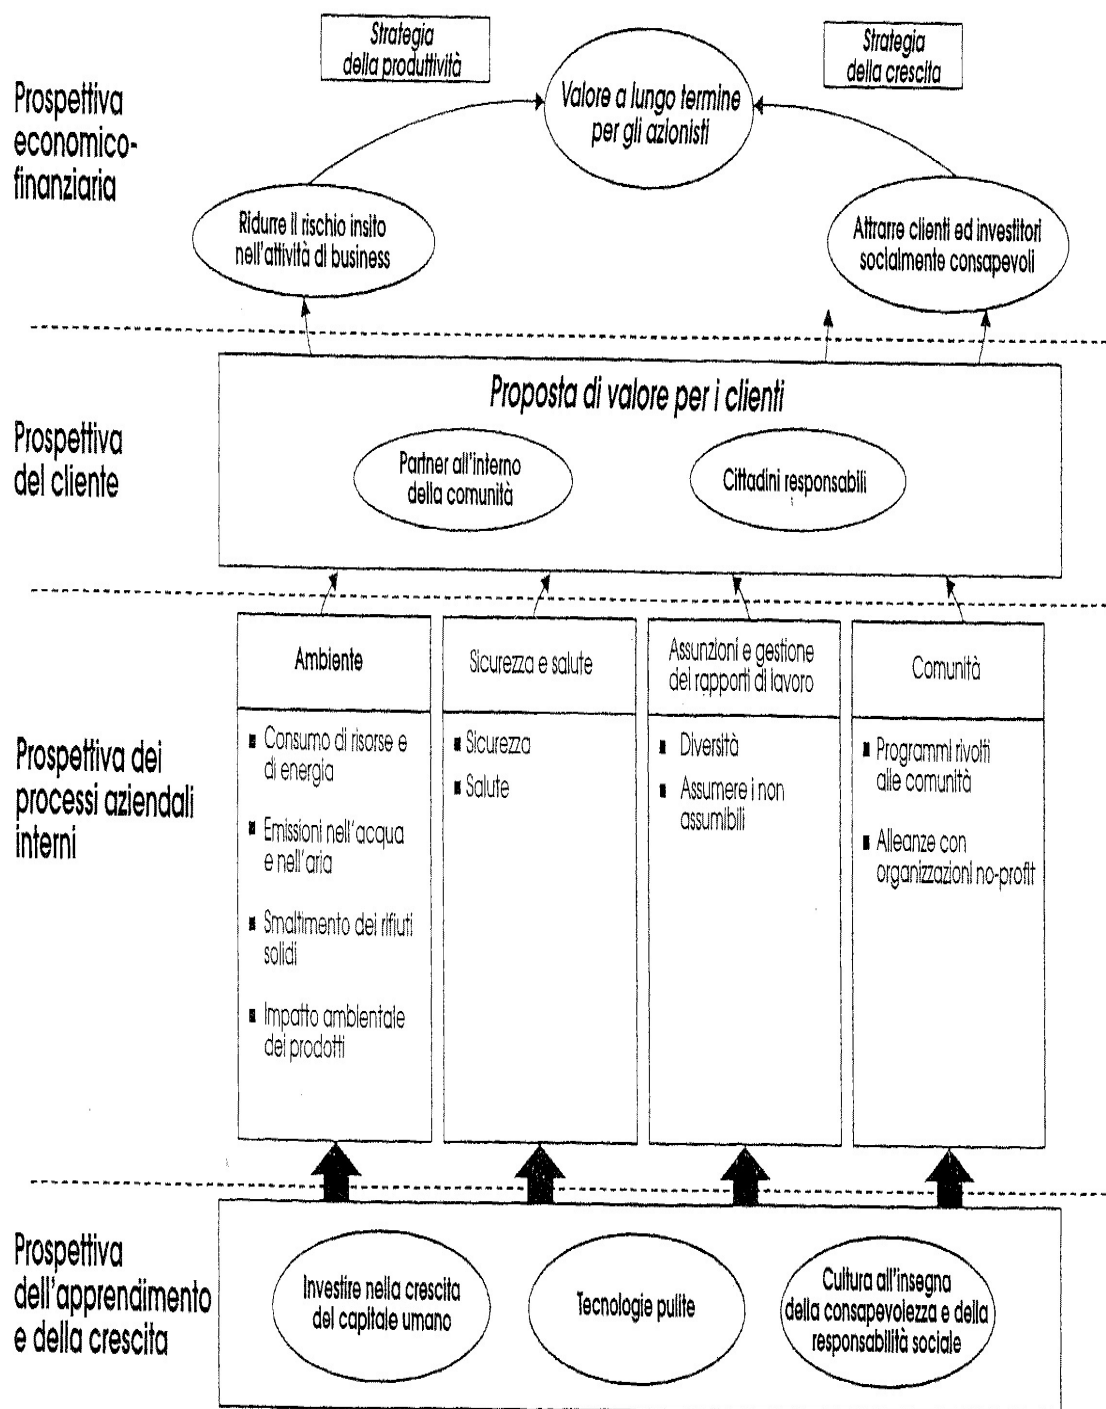 Strategia
della produttività
Strategia
della crescita
Valore a lungo termine
per gli azionisti
Prospettiva
economico-
finanziaria
Ridurre il rischio insito
nell'attività di business
Attrarre clienti ed investitori
socialmente consapevoli
Proposta di valore per i clienti
Prospettiva
del cliente
Partner all'interno
della comunità
Cittadini responsabili
Prospettiva dei
processi aziendali
interni
Ambiente
Consumo di risorse e
di energia
Emissioni nell'acqua
e nell'aria
Smaltimento dei rifiuti
solidi
Impatto ambientale
dei prodotti
Sicurezza e salute
Sicurezza
Salute
Assunzioni e gestione
dei rapporti di lavoro
Diversità
Assumere i non
assumibili
Comunità
Programmi rivolti
alle comunità
Alleanze con
organizzazioni no-profit
Prospettiva
dell'apprendimento
e della crescita
Investire nella crescita
del capitale umano
Tecnologie pulite
Cultura all'insegna
della consapevolezza e della
responsabilità sociale